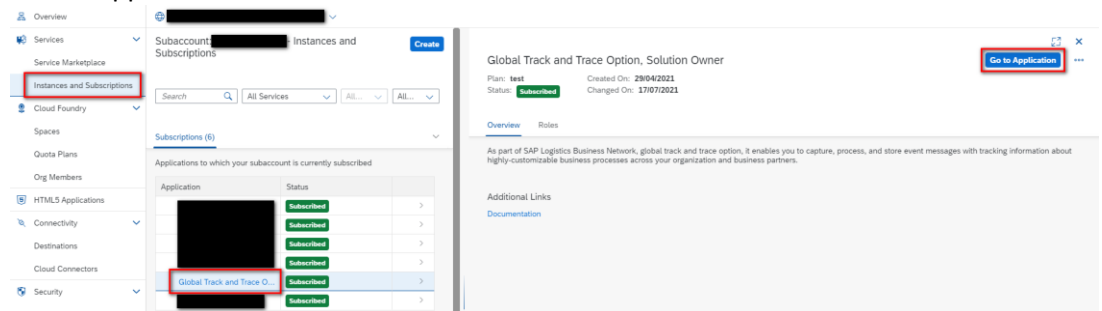 Overview
Services
Service Marketplace
Instances and Subscriptions
Cloud Foundry
Spaces
Quota Plans
Org Members
HTML5 Applications
Connectivity
Destinations
Cloud Connectors
Security
Subaccount: - Instances and
Subscriptions
Create
Search
All Services
All...
All...
Subscriptions (6)
Applications to which your subaccount is currently subscribed
Application Status
Subscribed
Subscribed
Subscribed
Subscribed
Global Track and Trace O... Subscribed
Subscribed
Global Track and Trace Option, Solution Owner
Go to Application
Plan: test Created On: 29/04/2021
Status: Subscribed Changed On: 17/07/2021
Overview Roles
As part of SAP Logistics Business Network, global track and trace option, it enables you to capture, process, and store event messages with tracking information about
highly-customizable business processes across your organization and business partners.
Additional Links
Documentation